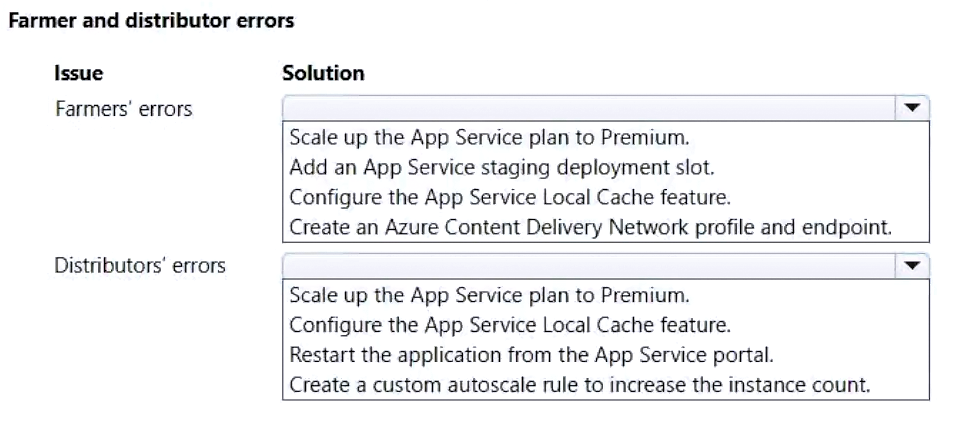 Farmer and distributor errors
Issue Solution
Farmers' errors
Scale up the App Service plan to Premium.
Add an App Service staging deployment slot.
Configure the App Service Local Cache feature.
Create an Azure Content Delivery Network profile and endpoint.
Distributors' errors
Scale up the App Service plan to Premium.
Configure the App Service Local Cache feature.
Restart the application from the App Service portal.
Create a custom autoscale rule to increase the instance count.